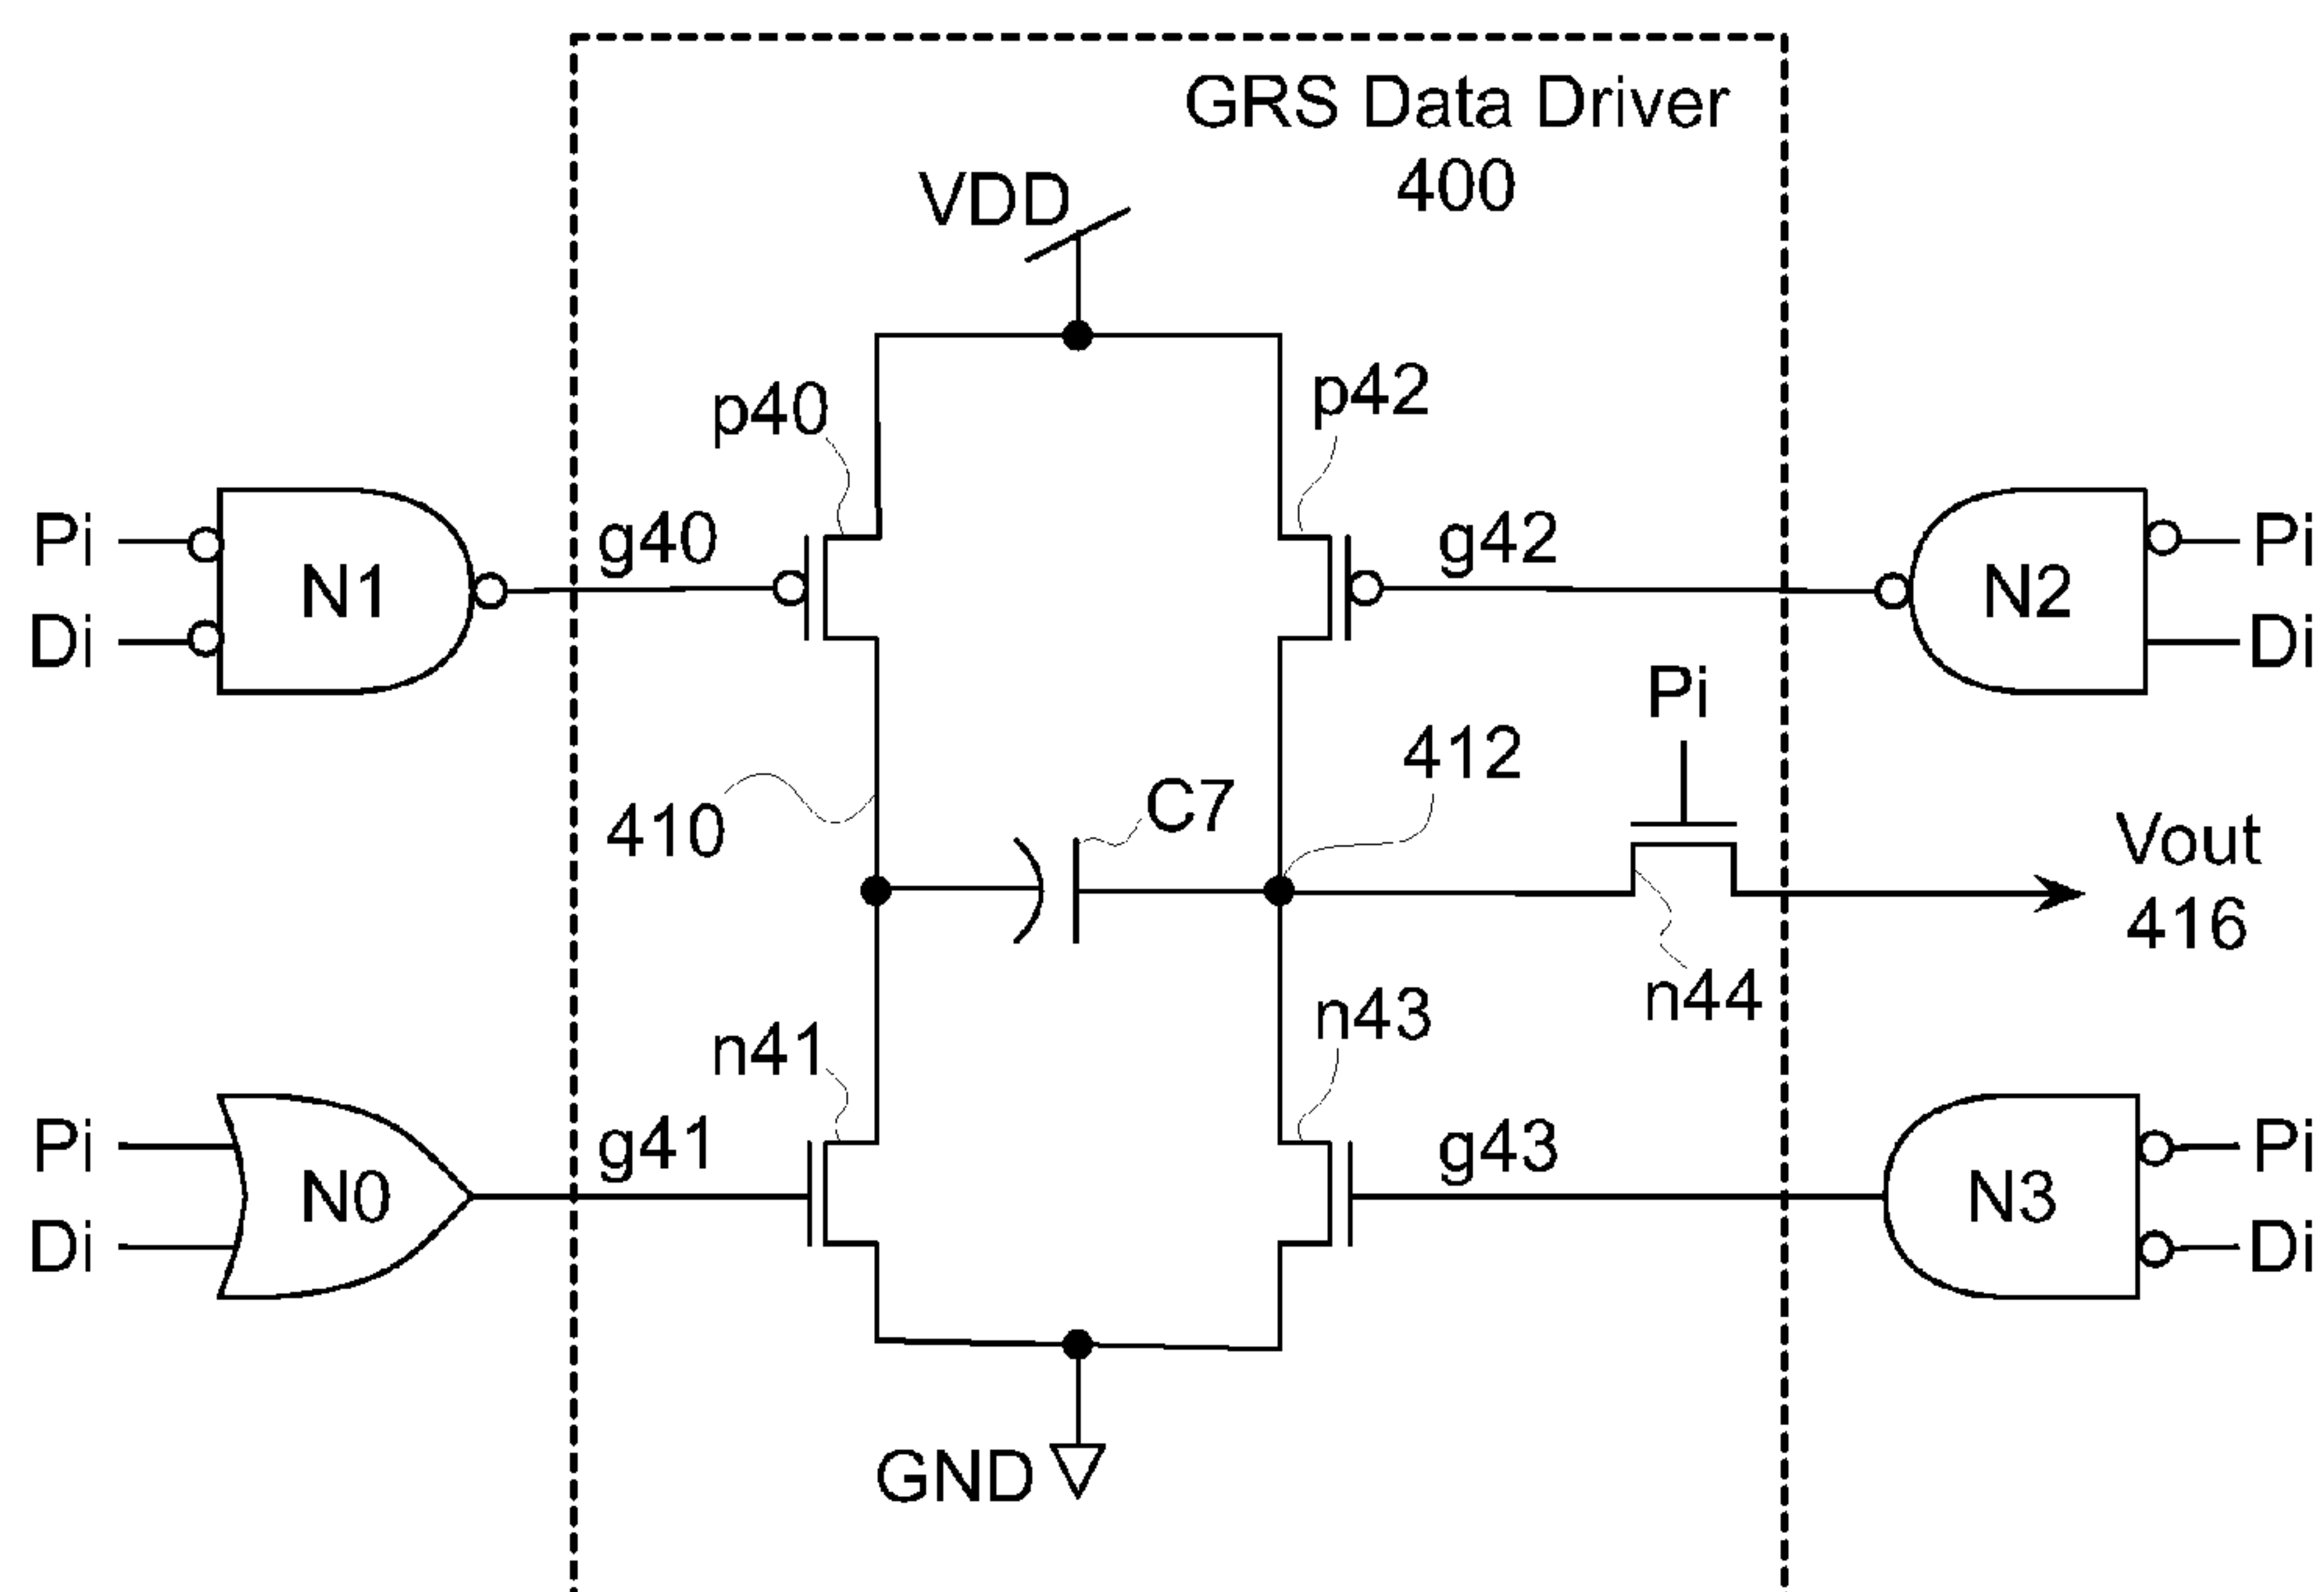 GRS Data Driver
400
VDD
p40
p42
Pi
Di
N1
g40
g42
N2
Pi
Di
Pi
410
C7
412
Vout
416
n44
n41
n43
Pi
Di
N0
g41
g43
N3
Pi
Di
GND